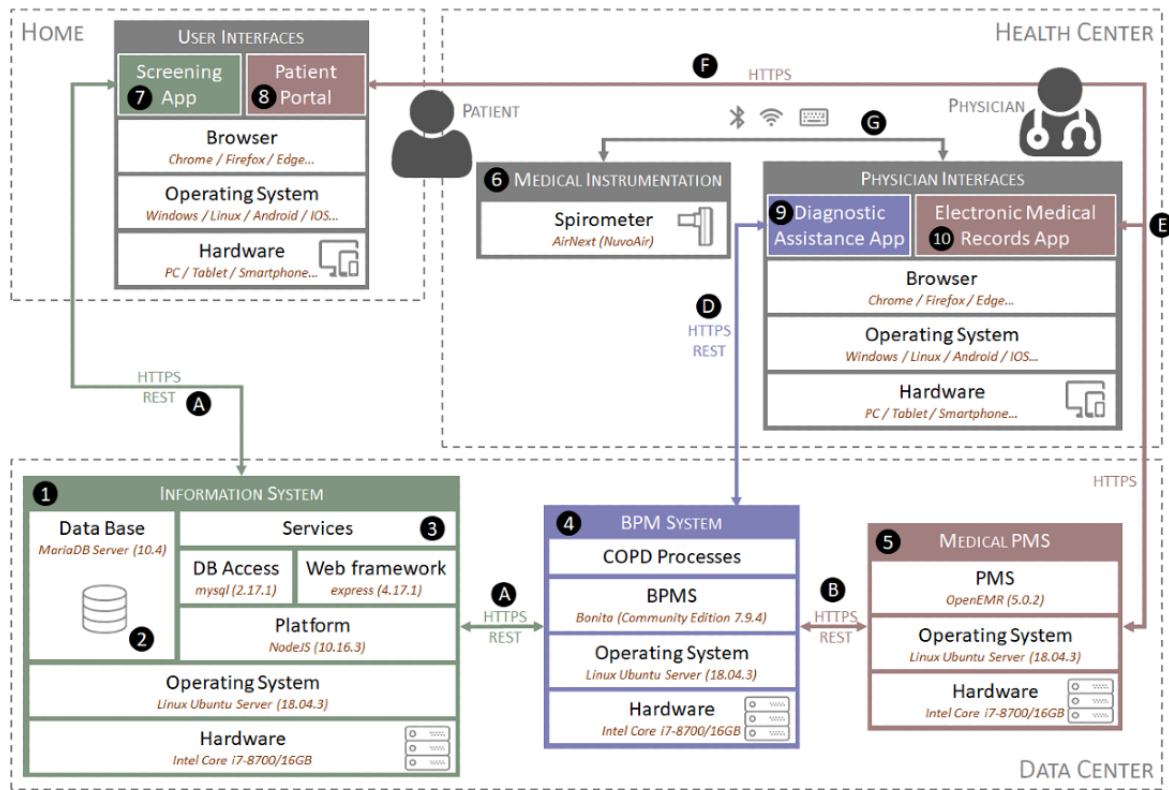 HOME
USER INTERFACES
Screening
App
7
Patient
Portal
8
Browser
Chrome / Firefox / Edge...
Operating System
Windows / Linux / Android / IOS...
Hardware
PC / Tablet / Smartphone...
PATIENT
HEALTH CENTER
F
HTTPS
PHYSICIAN
G
6 MEDICAL INSTRUMENTATION
Spirometer
AirNext (NuvoAir)
PHYSICIAN INTERFACES
9 Diagnostic
Assistance App
Electronic Medical
10 Records App
E
Browser
Chrome / Firefox / Edge...
Operating System
Windows / Linux / Android / IOS...
Hardware
PC / Tablet / Smartphone...
D
HTTPS
REST
HTTPS
REST
A
HTTPS
1 INFORMATION SYSTEM
Data Base
MariaDB Server (10.4)
2
Services
3
DB Access
mysql (2.17.1)
Web framework
express (4.17.1)
Platform
NodeJS (10.16.3)
Operating System
Linux Ubuntu Server (18.04.3)
Hardware
Intel Core i7-8700/16GB
A
HTTPS
REST
4 BPM SYSTEM
COPD Processes
BPMS
Bonita (Community Edition 7.9.4)
Operating System
Linux Ubuntu Server (18.04.3)
Hardware
Intel Core i7-8700/16GB
B
HTTPS
REST
5 MEDICAL PMS
PMS
OpenEMR (5.0.2)
Operating System
Linux Ubuntu Server (18.04.3)
Hardware
Intel Core i7-8700/16GB
DATA CENTER